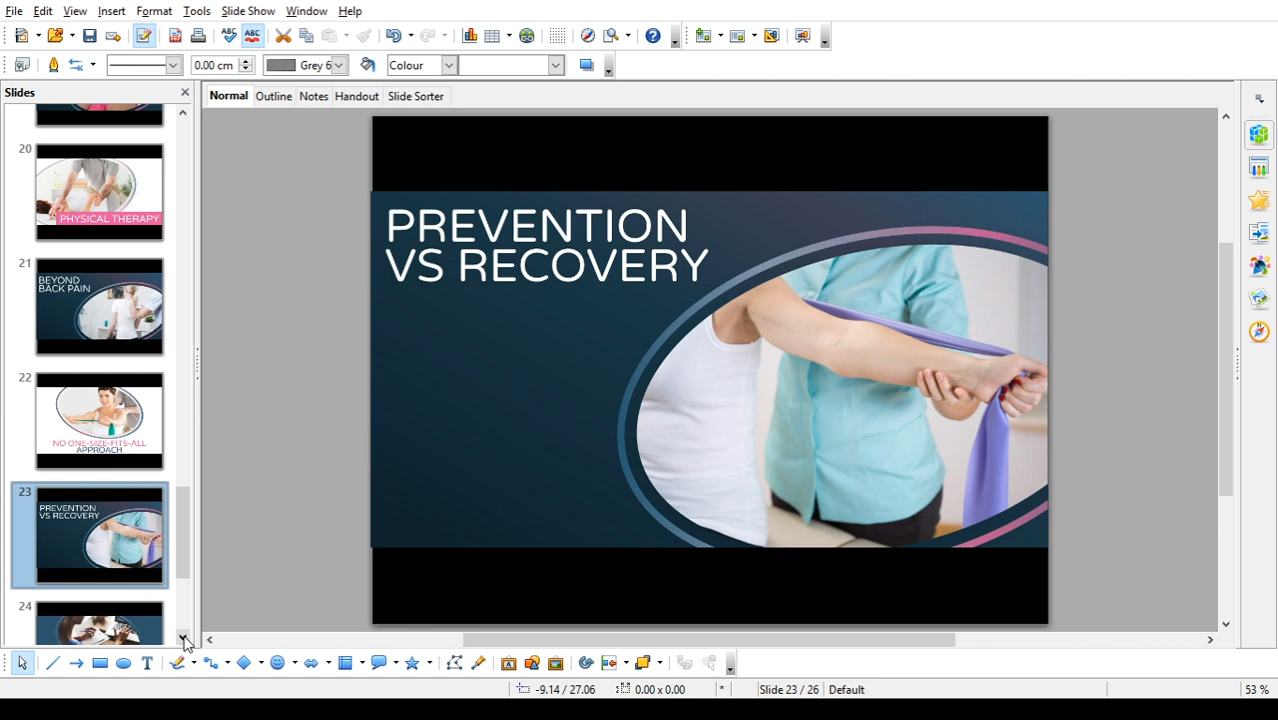 File Edit View Insert Format Tools Slide Show Window Help
ABC ABC
0.00 cm Grey 6 Colour
Slides
Normal Outline Notes Handout Slide Sorter
20
PHYSICAL THERAPY
21
BEYOND
BACK PAIN
22
NO ONE-SIZE-FITS-ALL
APPROACH
23
PREVENTION
VS RECOVERY
24
PREVENTION
VS RECOVERY
T
-9.14 / 27.06 0.00 x 0.00 * Slide 23 / 26 Default 53 %